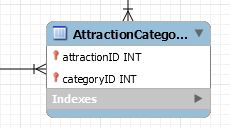 AttractionCatego...
attractionID INT
categoryID INT
Indexes